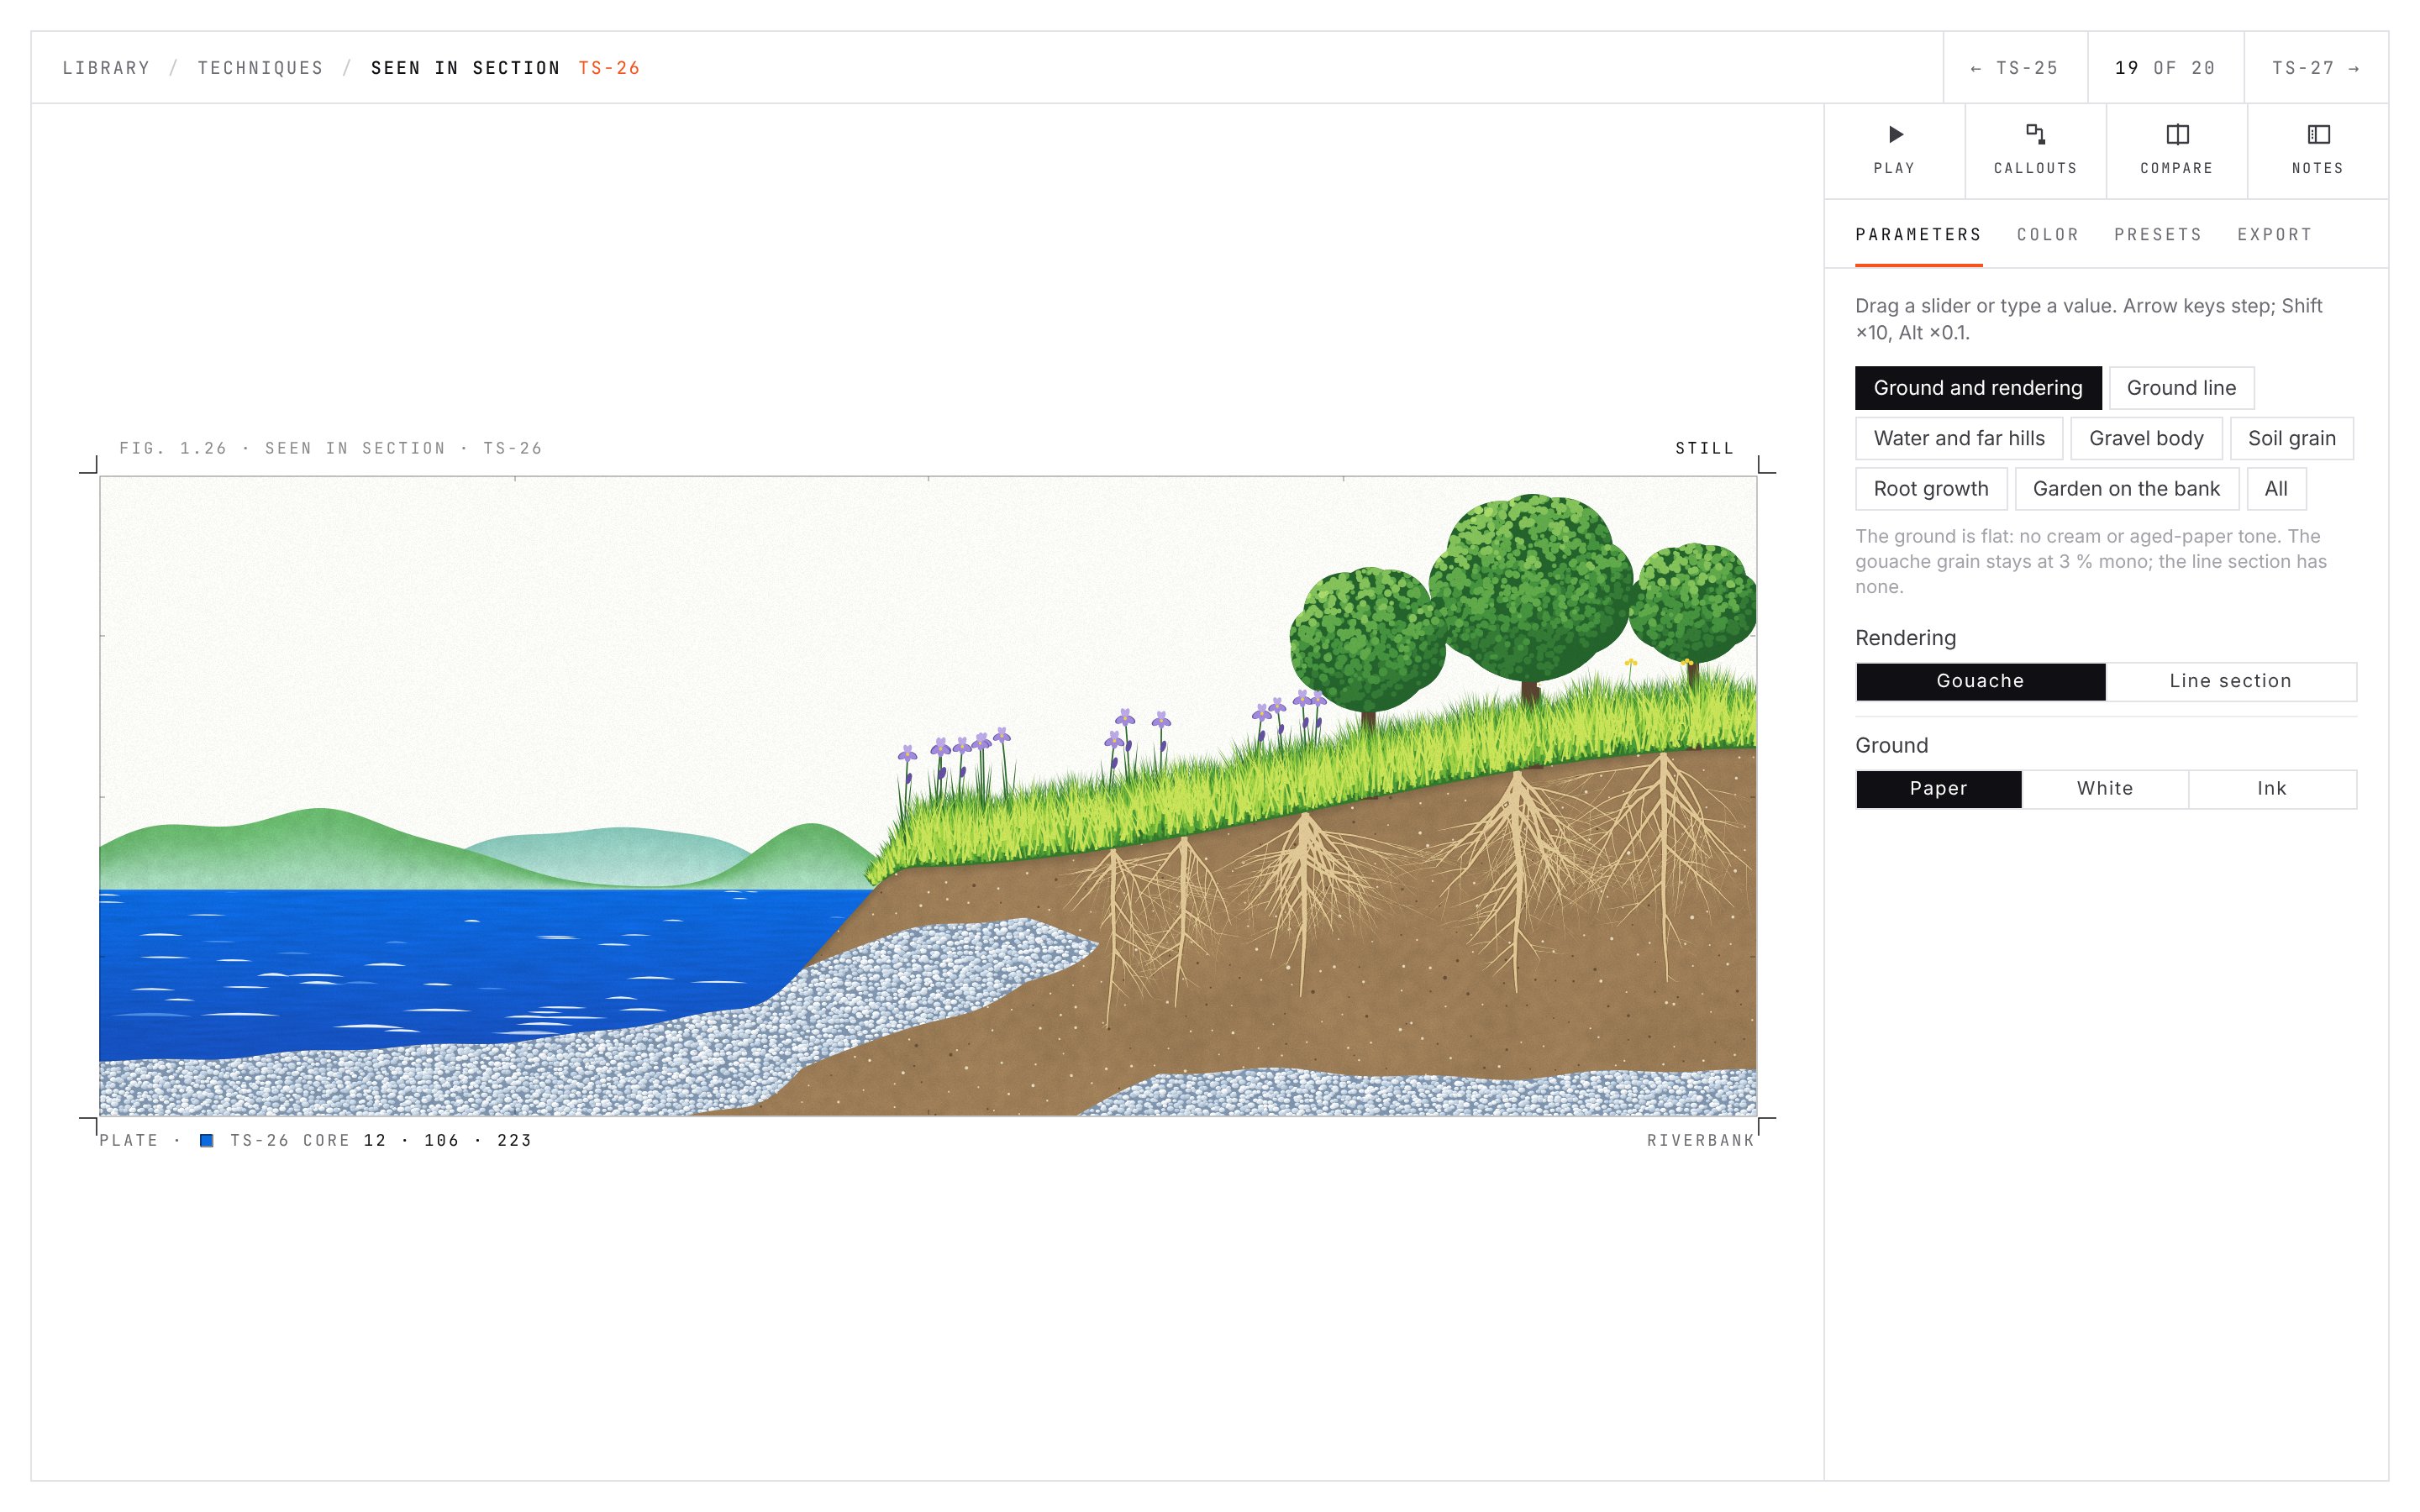 LIBRARY / TECHNIQUES / SEEN IN SECTION TS-26
← TS-25
19 OF 20
TS-27 →
PLAY
CALLOUTS
COMPARE
NOTES
PARAMETERS
COLOR
PRESETS
EXPORT
Drag a slider or type a value. Arrow keys step; Shift
×10, Alt ×0.1.
Ground and rendering
Ground line
Water and far hills
Gravel body
Soil grain
Root growth
Garden on the bank
All
The ground is flat: no cream or aged-paper tone. The
gouache grain stays at 3 % mono; the line section has
none.
Rendering
Gouache
Line section
Ground
Paper
White
Ink
FIG. 1.26 · SEEN IN SECTION · TS-26
STILL
PLATE · TS-26 CORE 12 · 106 · 223
RIVERBANK